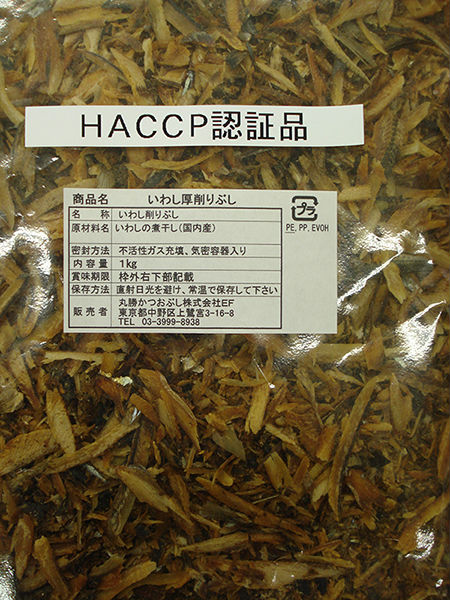 HACCP認証品
商品名 いわし厚削りぶし
名 称 いわし削りぶし
原材料名 いわしの煮干し(国内産)
密封方法 不活性ガス充填、気密容器入り
内容量 1kg
賞味期限 枠外右下部記載
保存方法 直射日光を避け、常温で保存して下さい
販売者 丸勝かつおぶし株式会社EF
東京都中野区上鷺宮3-16-8
TEL 03-3999-8938
プラ
PE,PP,EVOH